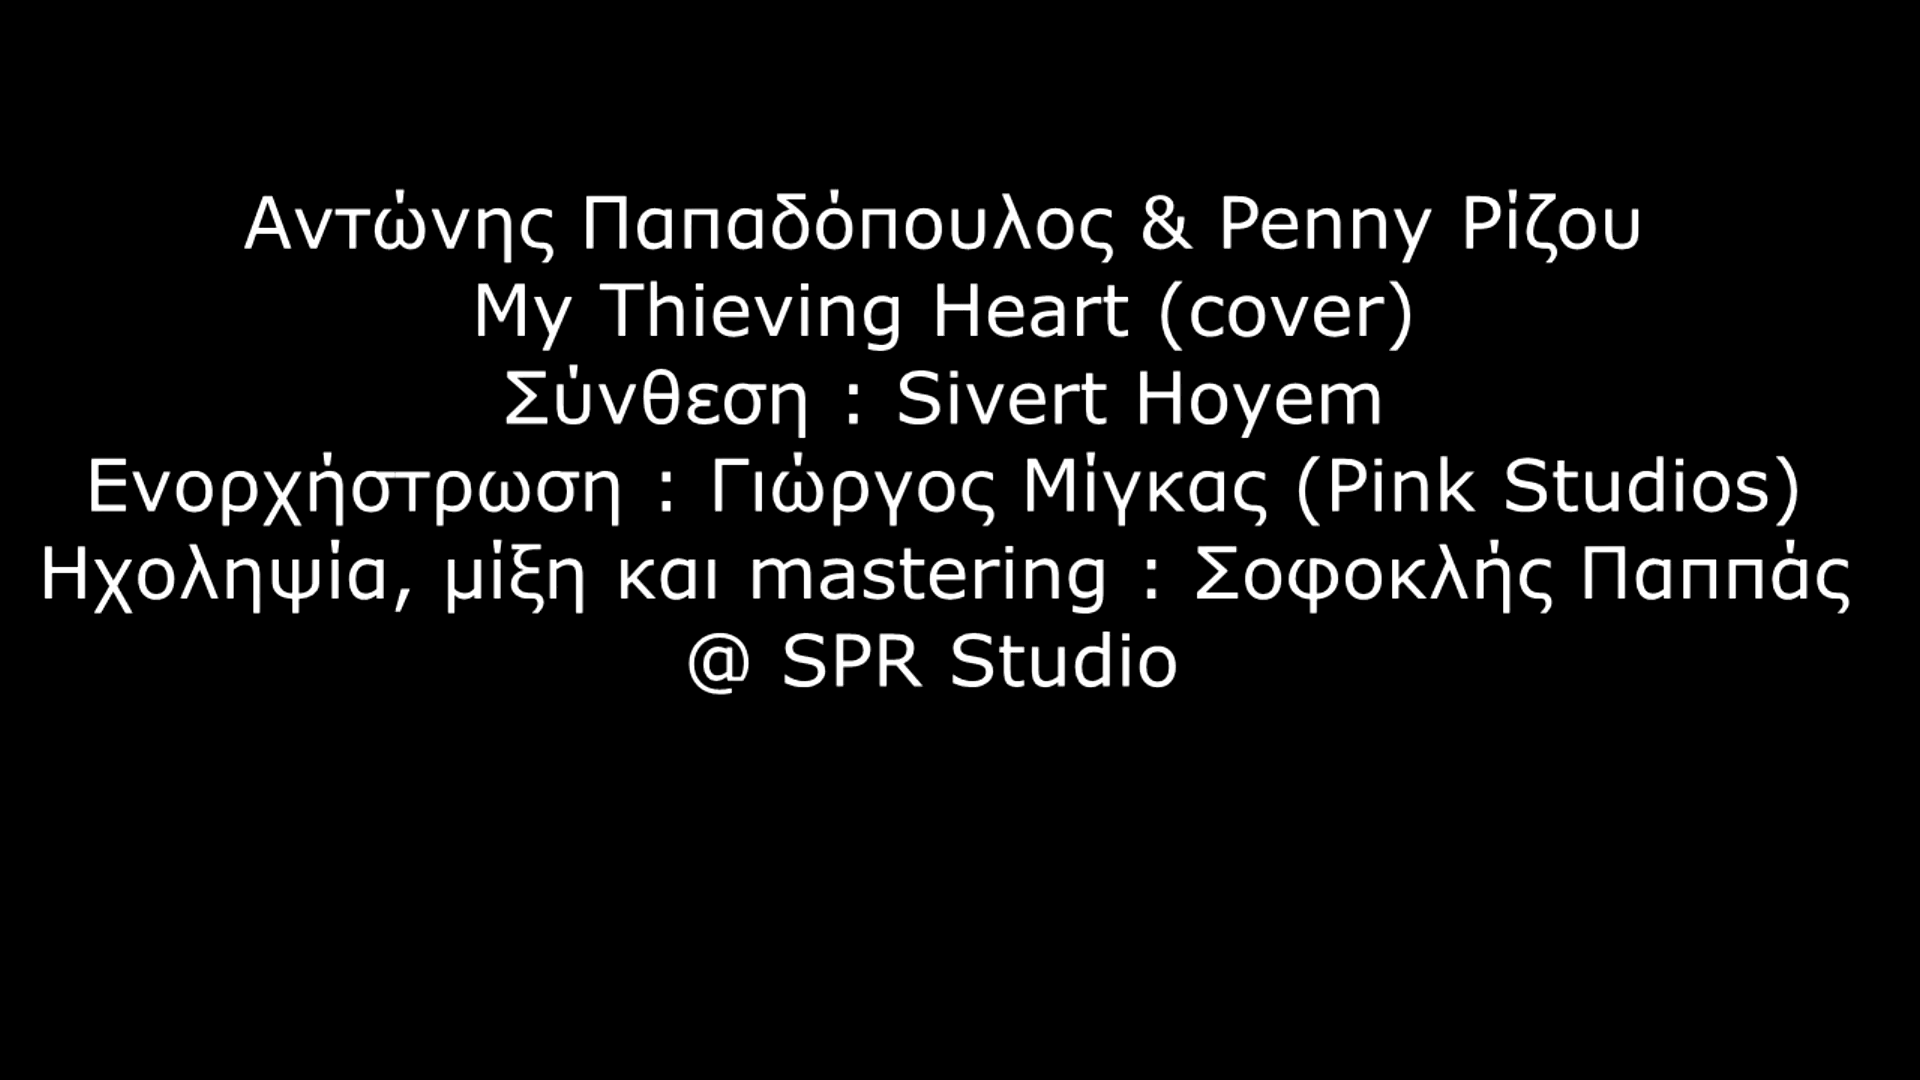 Αντώνης Παπαδόπουλος & Penny Ρίζου
My Thieving Heart (cover)
Σύνθεση : Sivert Hoyem
Ενορχήστρωση : Γιώργος Μίγκας (Pink Studios)
Ηχοληψία, μίξη και mastering : Σοφοκλής Παππάς
@ SPR Studio